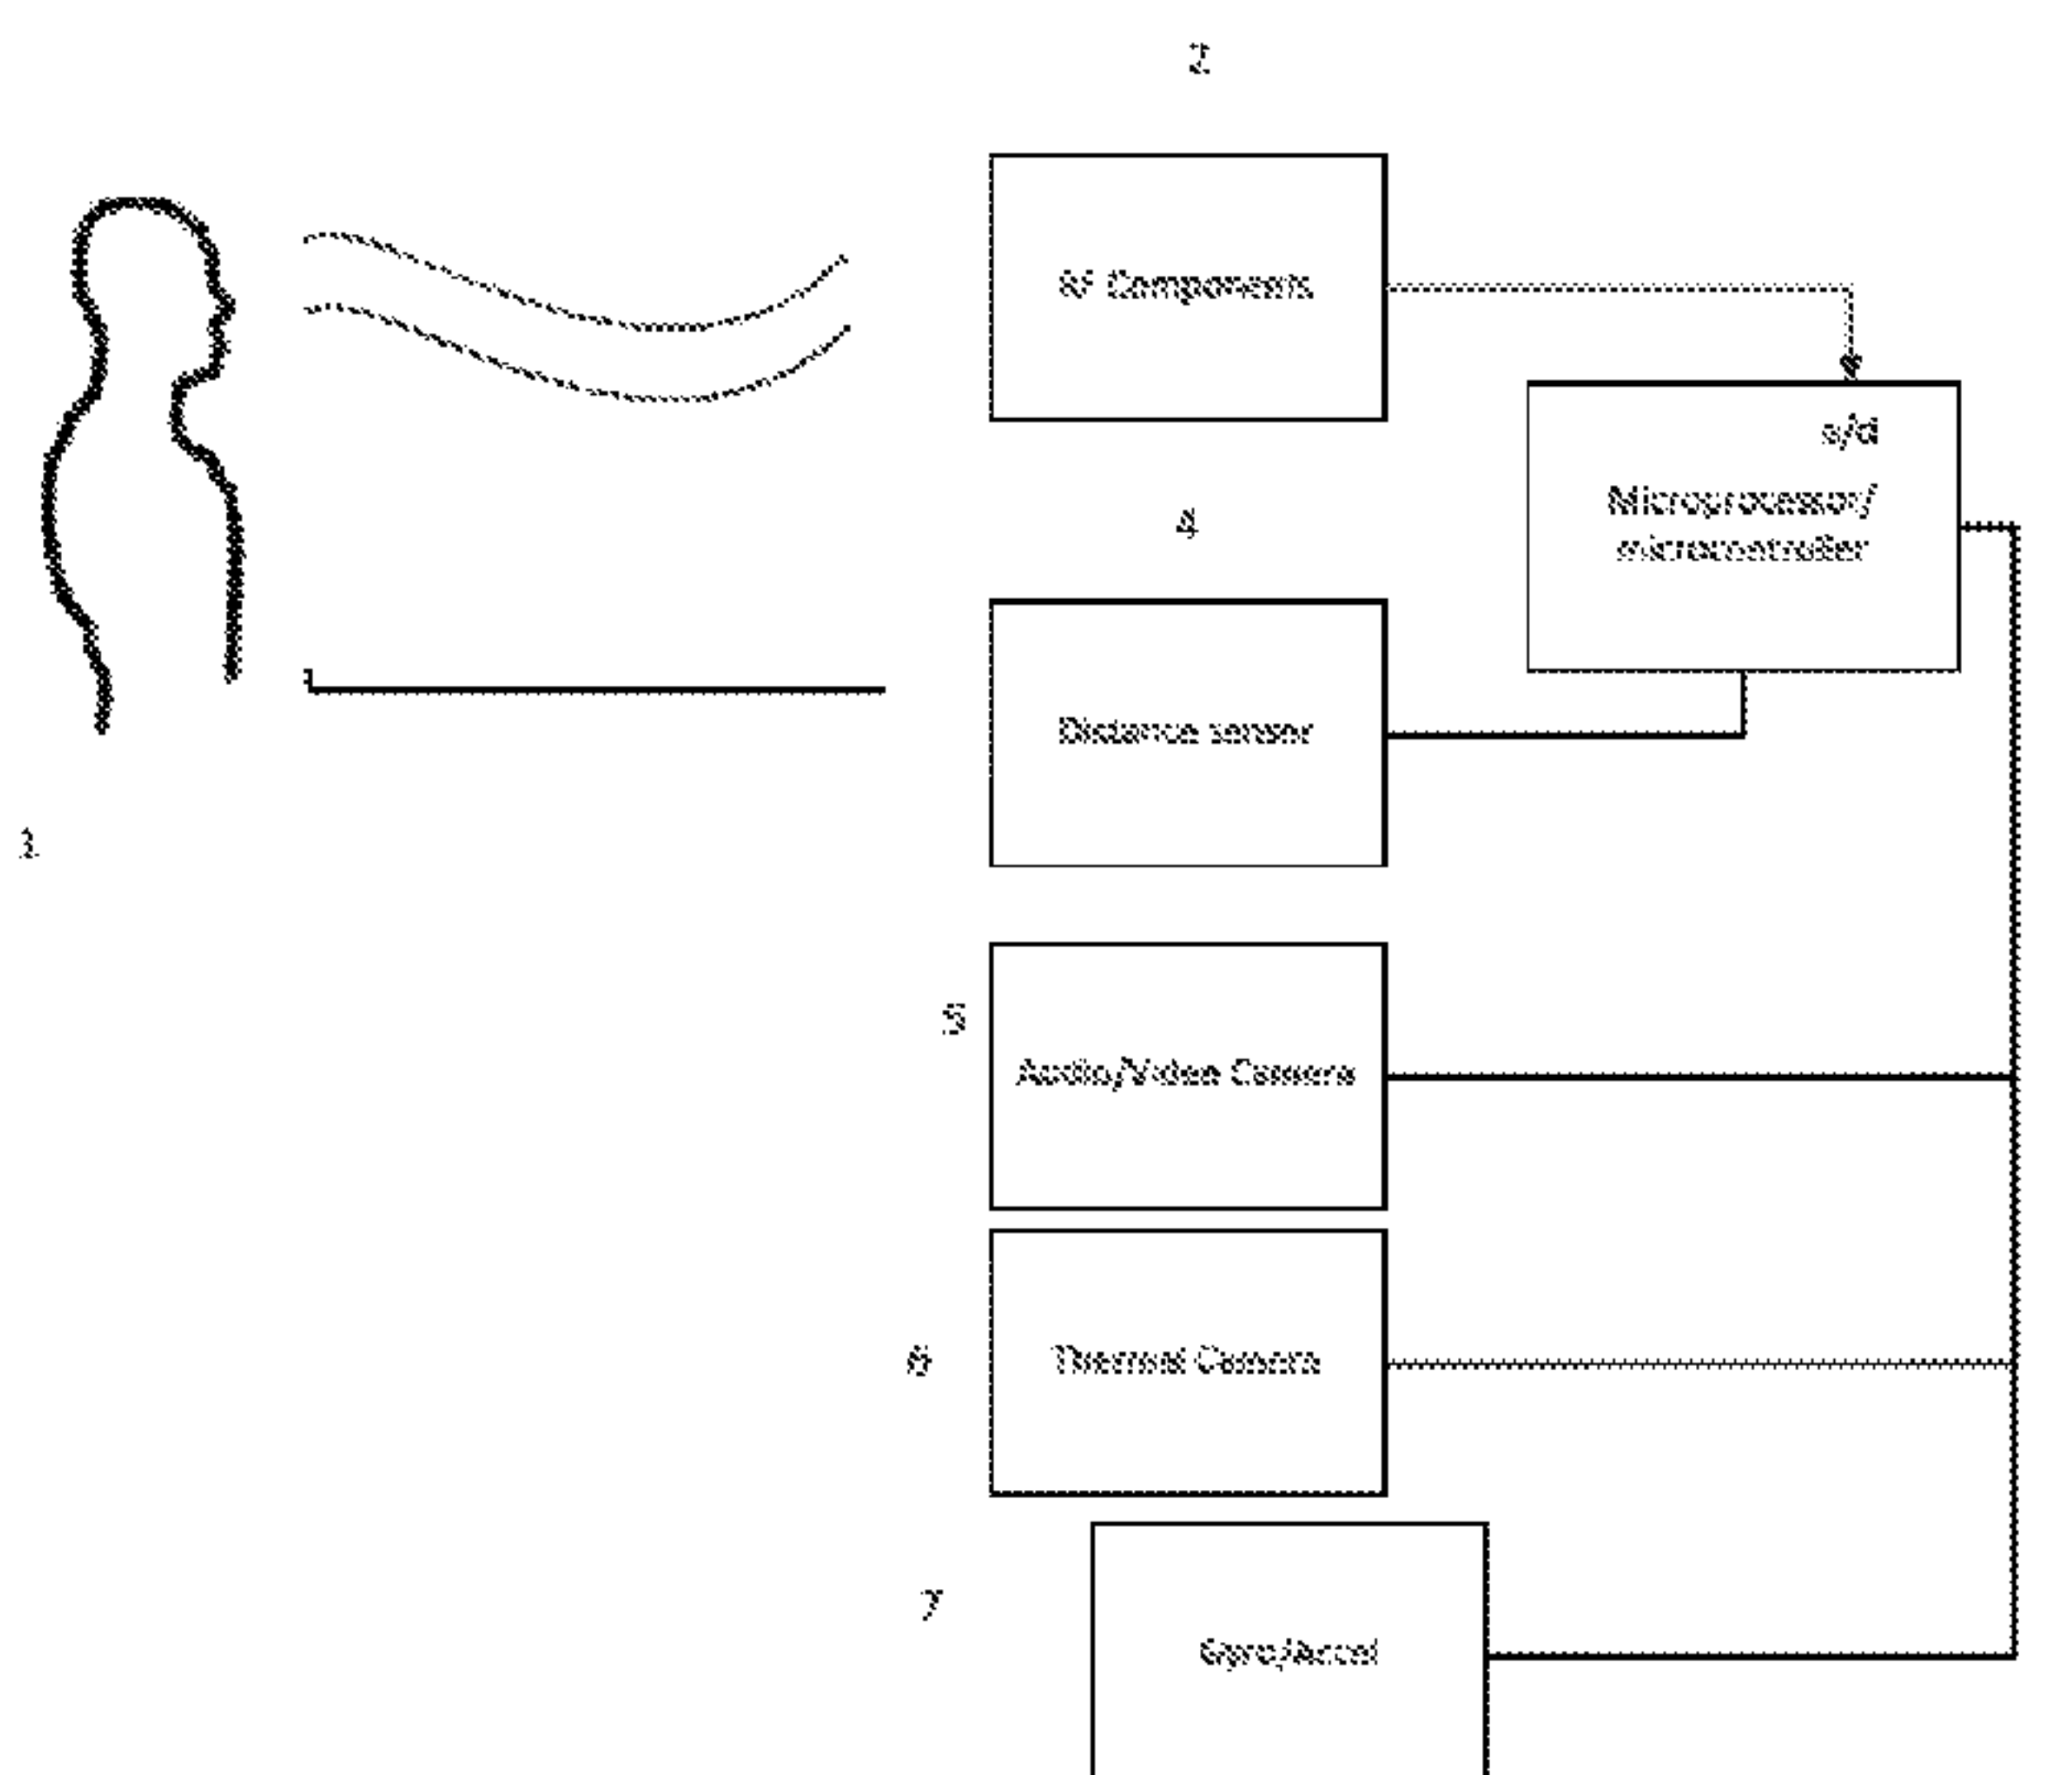 2
RF Components
a/d
Microprocessor/
microcontroller
4
Distance sensor
1
5
Audio/Video Camera
6
Thermal Camera
7
Gyro/Accel